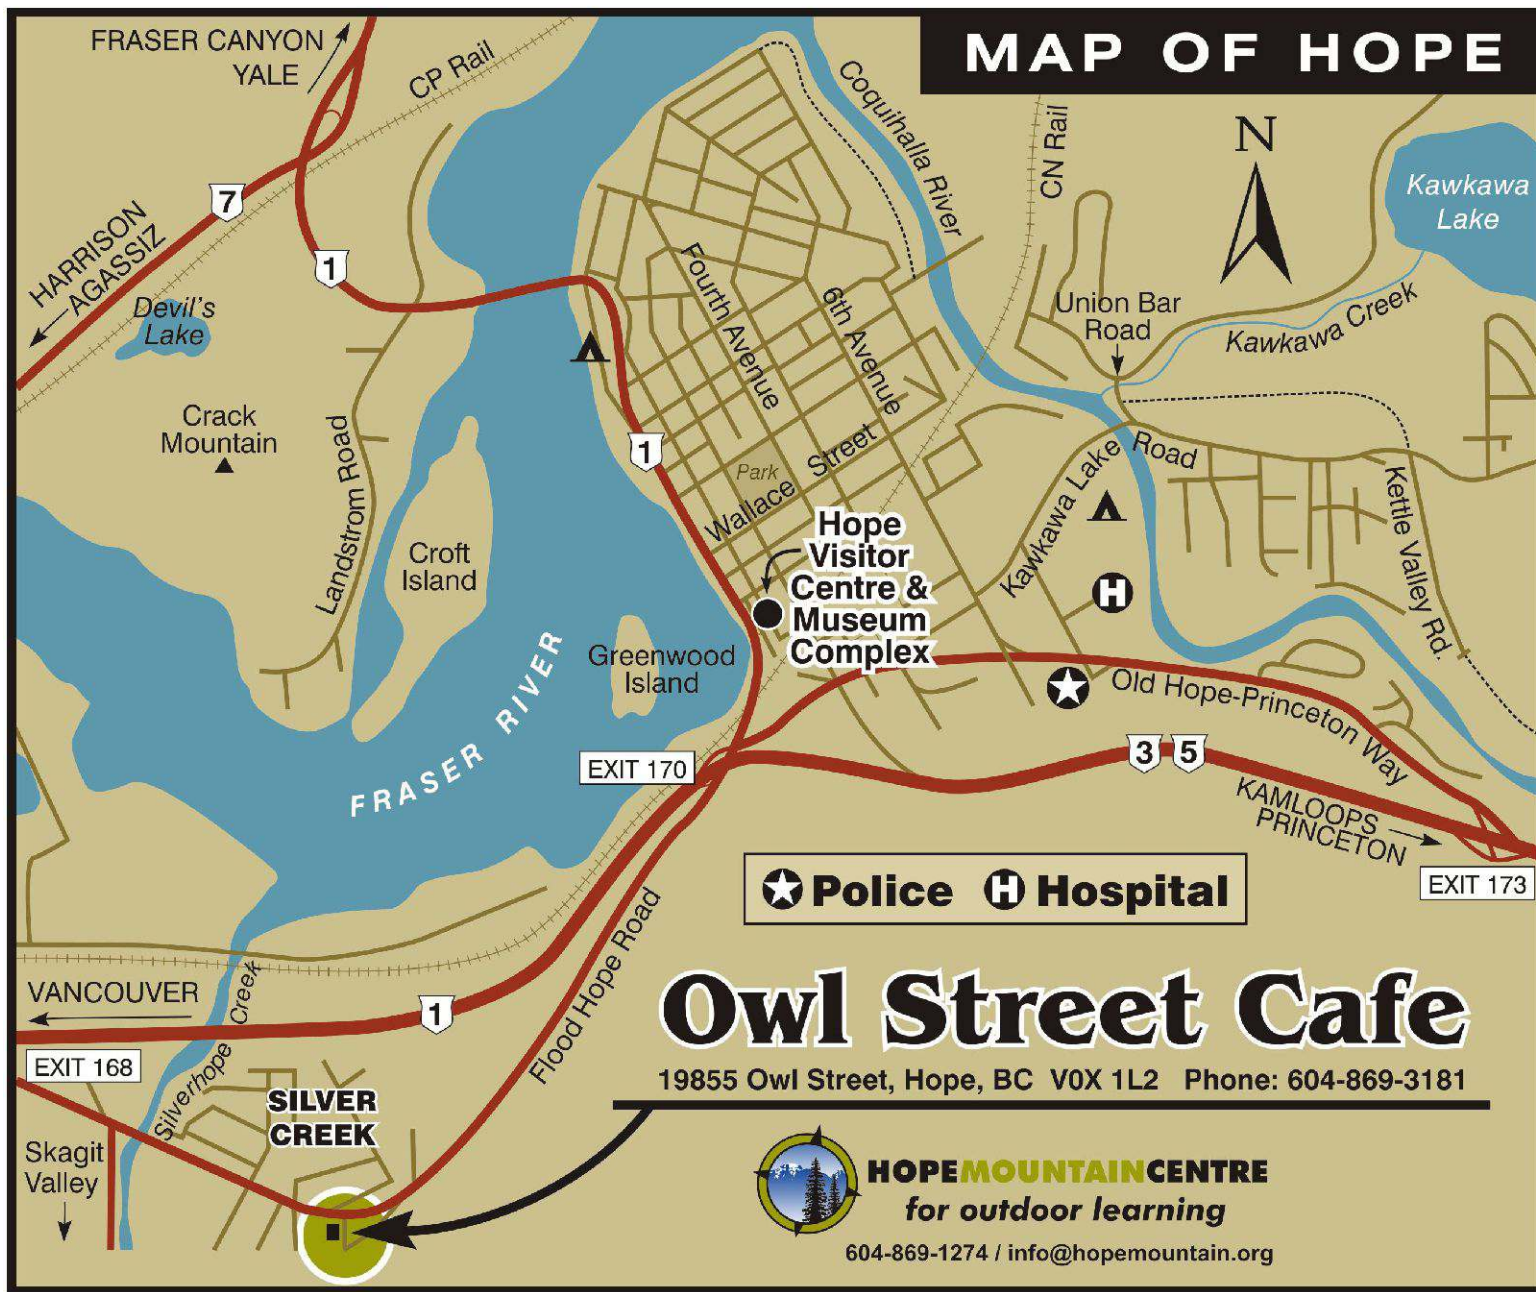 MAP OF HOPE
FRASER CANYON
YALE
CP Rail
Coquihalla River
CN Rail
N
Kawkawa
Lake
7
HARRISON
AGASSIZ
1
Devil's
Lake
Fourth Avenue
6th Avenue
Union Bar
Road
Kawkawa Creek
Crack
Mountain
Landstrom Road
1
Park
Wallace Street
Kawkawa Lake Road
Kettle Valley Rd.
Croft
Island
Hope
Visitor
Centre &
Museum
Complex
H
Greenwood
Island
FRASER RIVER
Old Hope-Princeton Way
EXIT 170
3 5
KAMLOOPS
PRINCETON
EXIT 173
Police H Hospital
Flood Hope Road
VANCOUVER
Silverhope Creek
1
EXIT 168
SILVER
CREEK
Skagit
Valley
Owl Street Cafe
19855 Owl Street, Hope, BC V0X 1L2 Phone: 604-869-3181
HOPEMOUNTAINCENTRE
for outdoor learning
604-869-1274 / info@hopemountain.org